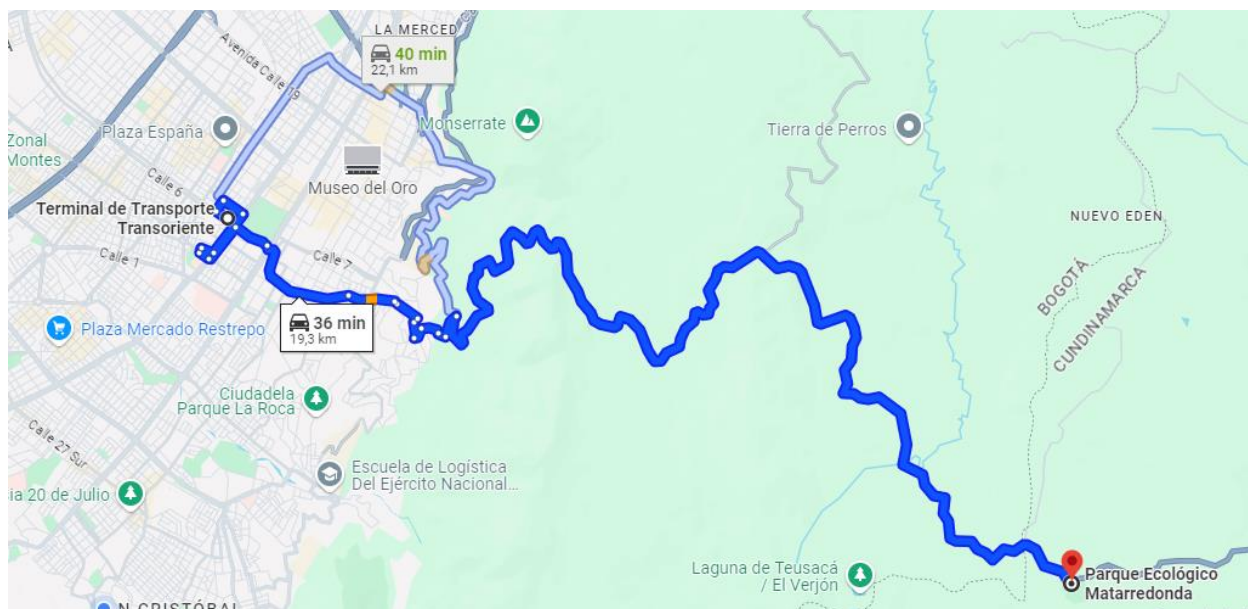 LA MERCED
40 min
22,1 km
Avenida Calle 19
Plaza España
Monserrate
Tierra de Perros
Zonal
Montes
Museo del Oro
Calle 6
Terminal de Transporte
Transoriente
NUEVO EDEN
Calle 7
Calle 1
BOGOTÁ
CUNDINAMARCA
Plaza Mercado Restrepo
36 min
19,3 km
Ciudadela
Parque La Roca
Calle 27 Sur
Escuela de Logística
Del Ejército Nacional...
ia 20 de Julio
Laguna de Teusacá
/ El Verjón
Parque Ecológico
Matarredonda
N CRISTÓBAL